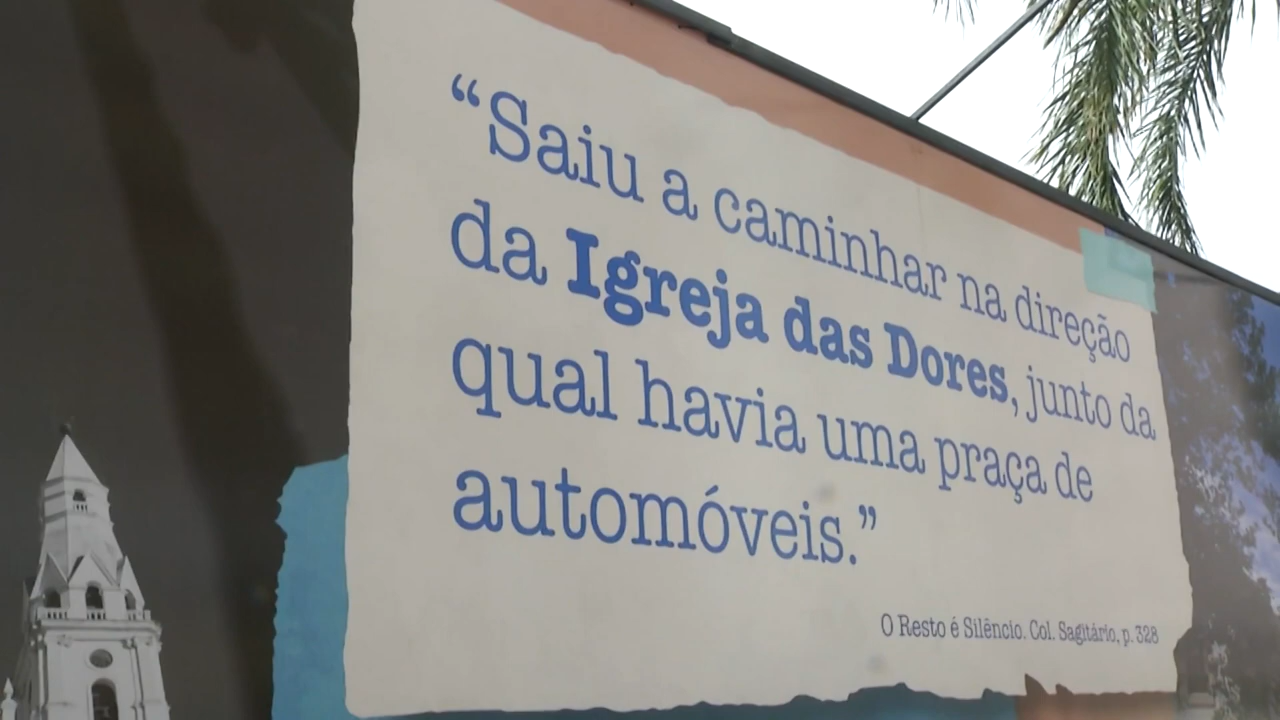 “Saiu a caminhar na direção
da Igreja das Dores, junto da
qual havia uma praça de
automóveis.”
O Resto é Silêncio. Col. Sagitário, p. 328